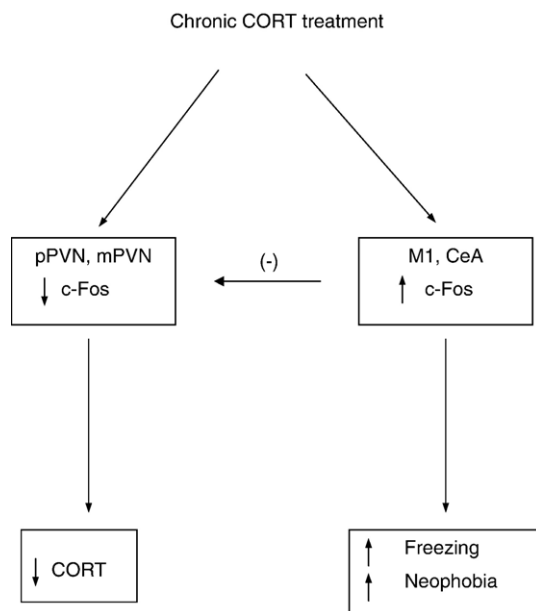 Chronic CORT treatment
pPVN, mPVN
↓ c-Fos
(-)
M1, CeA
↑ c-Fos
↓ CORT
↑ Freezing
↑ Neophobia